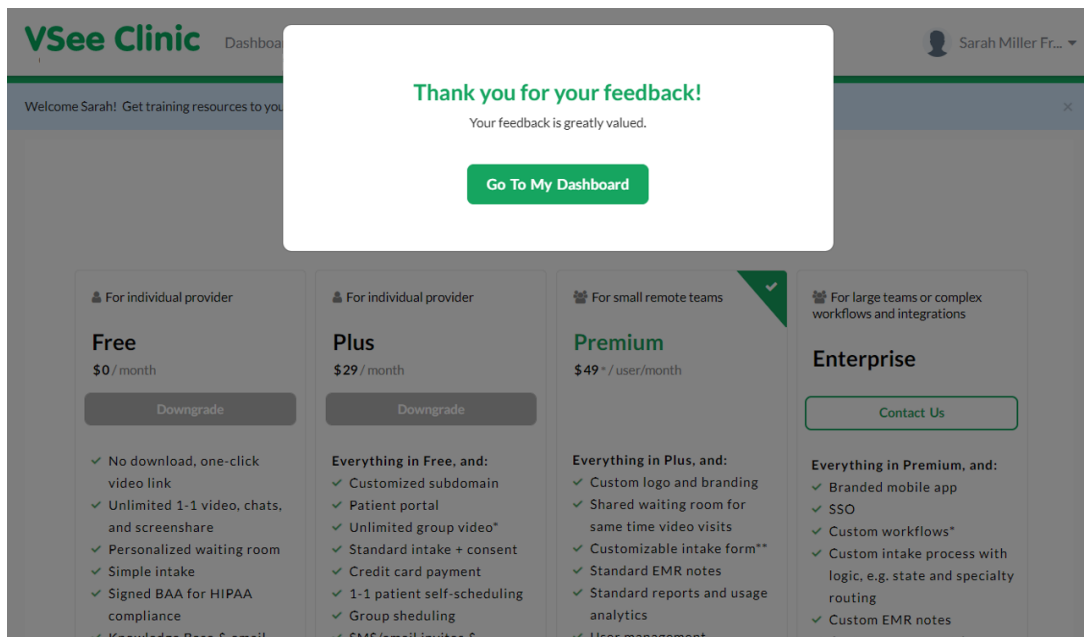 VSee Clinic
Sarah Miller Fr...
Welcome Sarah! Get training resources to
×
Thank you for your feedback!
Your feedback is greatly valued.
Go To My Dashboard
For individual provider
Free
$0 / month
Downgrade
No download, one-click
video link
Unlimited 1-1 video, chats,
and screenshare
Personalized waiting room
Simple intake
Signed BAA for HIPAA
compliance
For individual provider
Plus
$29 / month
Downgrade
Everything in Free, and:
Customized subdomain
Patient portal
Unlimited group video*
Standard intake + consent
Credit card payment
1-1 patient self-scheduling
Group sheduling
For small remote teams
Premium
$49 * / user/month
Everything in Plus, and:
Custom logo and branding
Shared waiting room for
same time video visits
Customizable intake form**
Standard EMR notes
Standard reports and usage
analytics
For large teams or complex
workflows and integrations
Enterprise
Contact Us
Everything in Premium, and:
Branded mobile app
SSO
Custom workflows*
Custom intake process with
logic, e.g. state and specialty
routing
Custom EMR notes